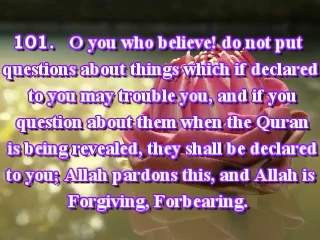 101. O you who believe! do not put
questions about things which if declared
to you may trouble you, and if you
question about them when the Quran
is being revealed, they shall be declared
to you; Allah pardons this, and Allah is
Forgiving, Forbearing.